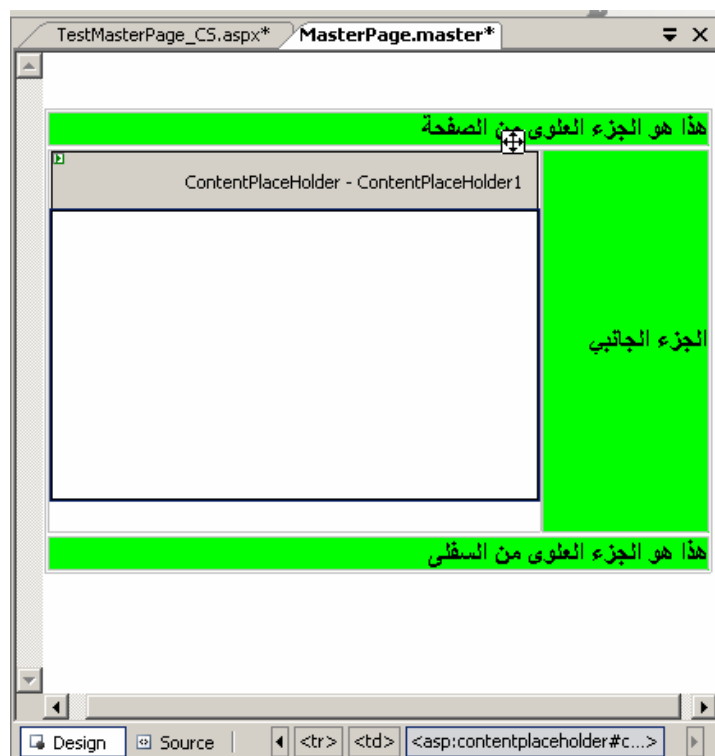 TestMasterPage_CS.aspx* MasterPage.master*
هذا هو الجزء العلوى من الصفحة
ContentPlaceHolder - ContentPlaceHolder1
الجزء الجانبي
هذا هو الجزء العلوى من السفلى
Design Source <tr> <td> <asp:contentplaceholder#c...>